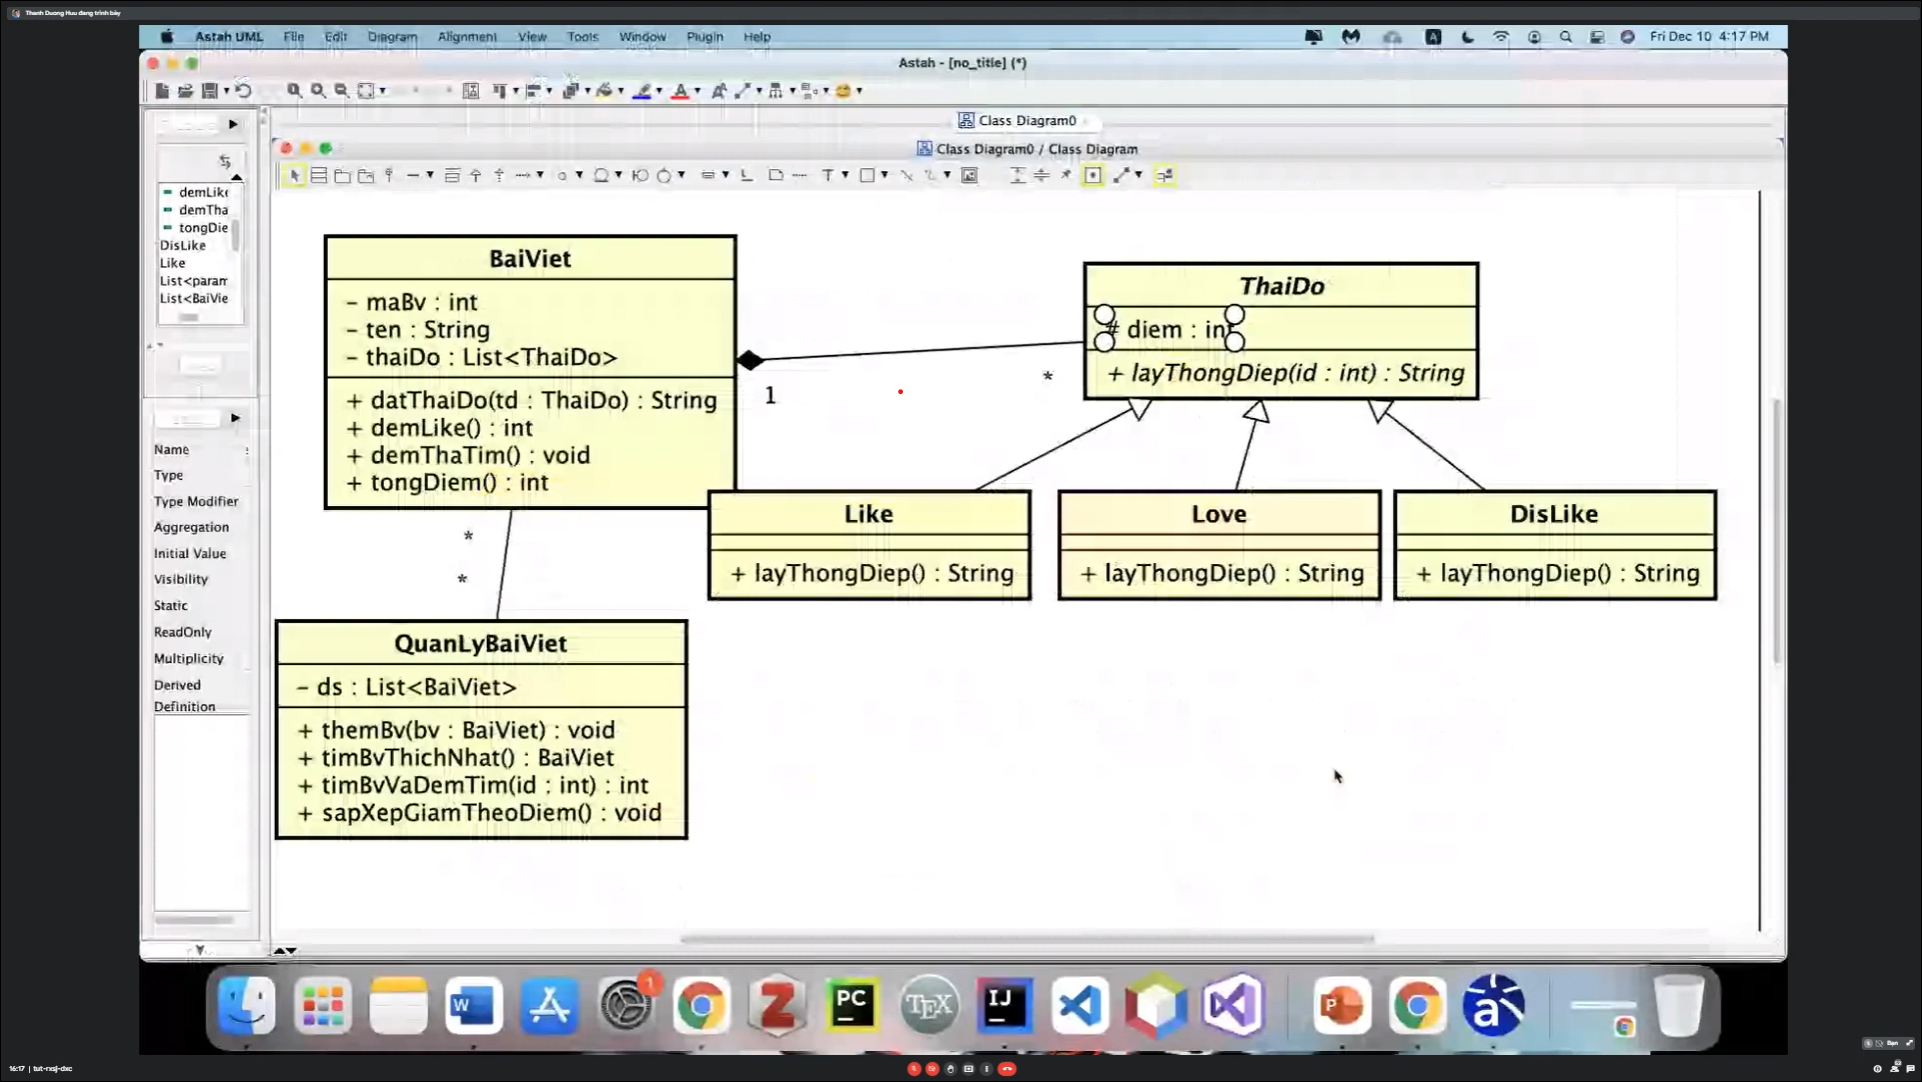 Thanh Duong Huu đang trình bày
Astah UML File Edit Diagram Alignment View Tools Window Plugin Help
A
Fri Dec 10 4:17 PM
Astah - [no_title] (*)
Class Diagram0
Class Diagram0 / Class Diagram
demLike
demTha
tongDie
DisLike
Like
List<param
List<BaiVie
Name
Type
Type Modifier
Aggregation
Initial Value
Visibility
Static
ReadOnly
Multiplicity
Derived
Definition
BaiViet
- maBv : int
- ten : String
- thaiDo : List<ThaiDo>
+ datThaiDo(td : ThaiDo) : String
+ demLike() : int
+ demThaTim() : void
+ tongDiem() : int
1
*
ThaiDo
# diem : int
+ layThongDiep(id : int) : String
Like
+ layThongDiep() : String
Love
+ layThongDiep() : String
DisLike
+ layThongDiep() : String
*
*
QuanLyBaiViet
- ds : List<BaiViet>
+ themBv(bv : BaiViet) : void
+ timBvThichNhat() : BaiViet
+ timBvVaDemTim(id : int) : int
+ sapXepGiamTheoDiem() : void
W
1
Z
PC
TEX
IJ
P
a
Bạn
16:17 | tut-rxsj-dxc